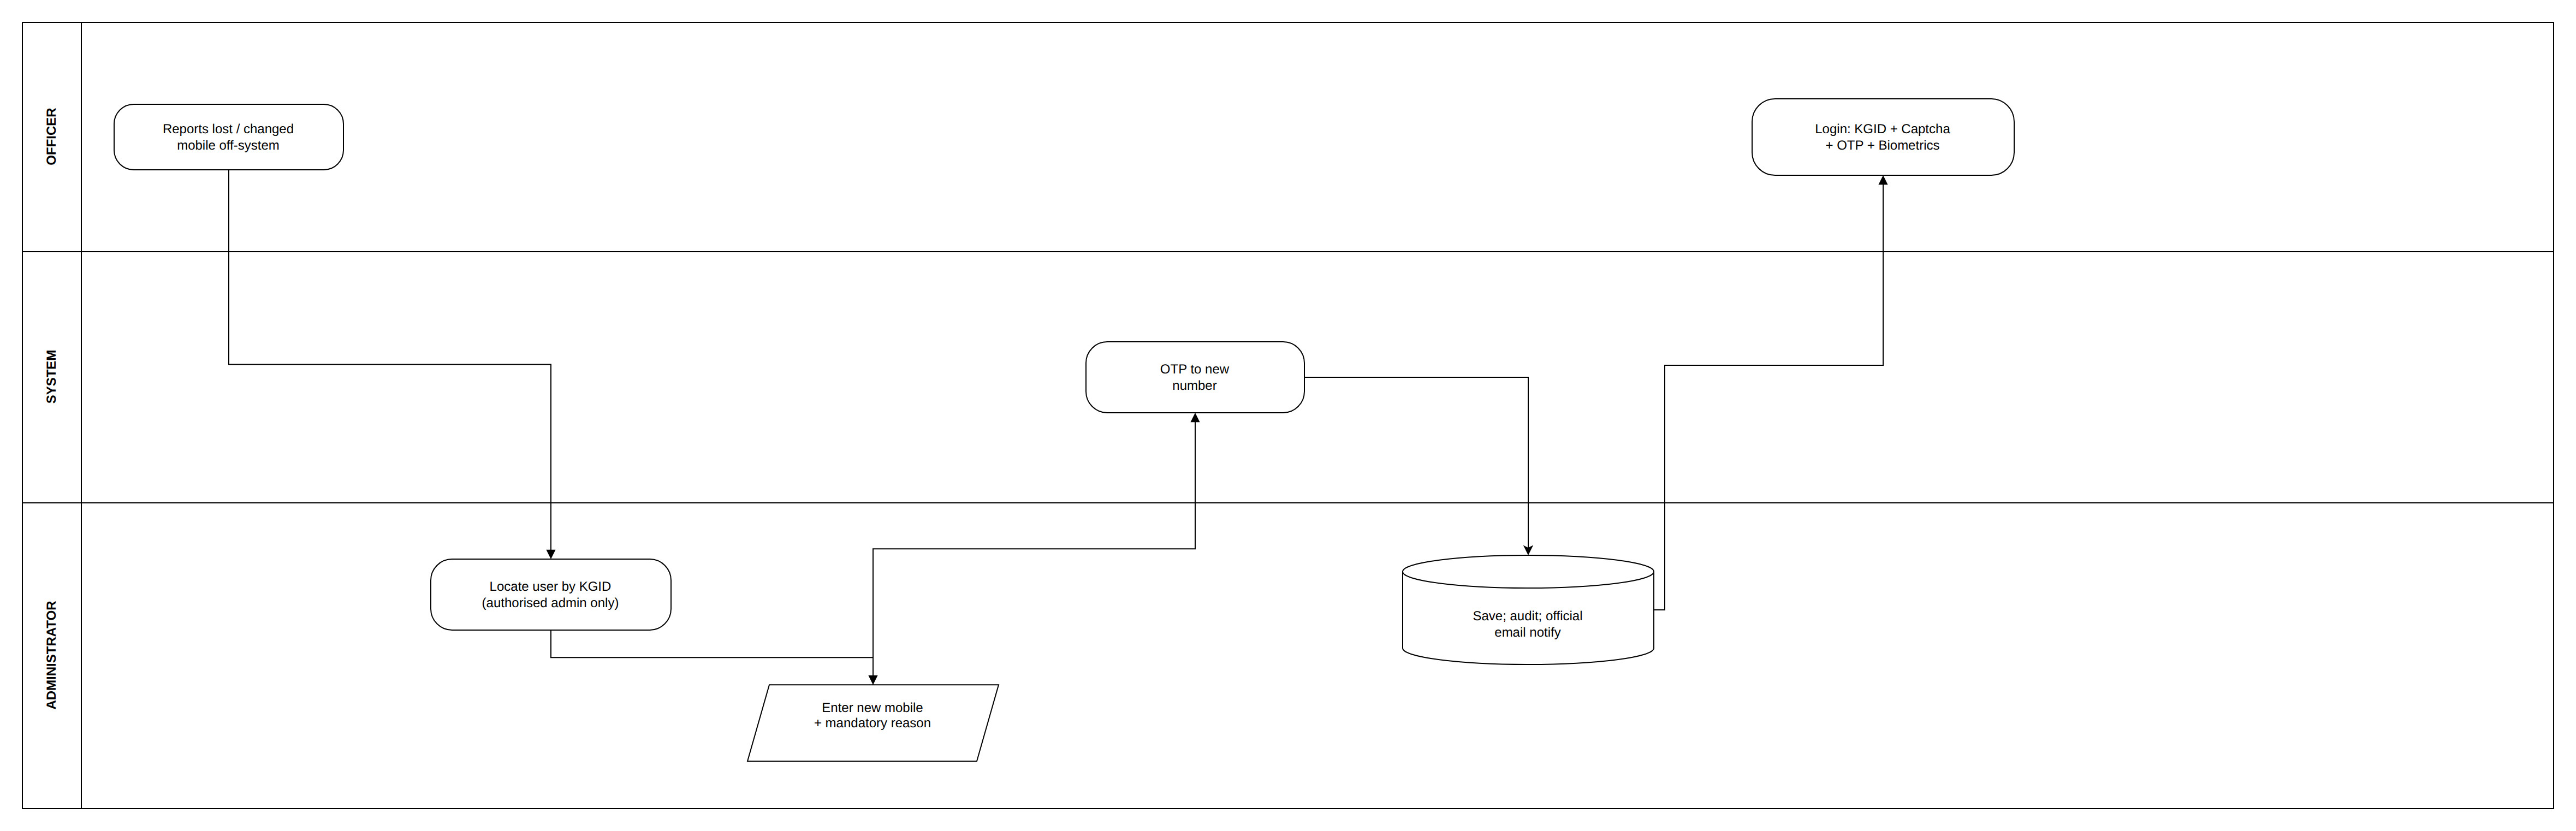 OFFICER
Reports lost / changed
mobile off-system
Login: KGID + Captcha
+ OTP + Biometrics
SYSTEM
OTP to new
number
ADMINISTRATOR
Locate user by KGID
(authorised admin only)
Enter new mobile
+ mandatory reason
Save; audit; official
email notify